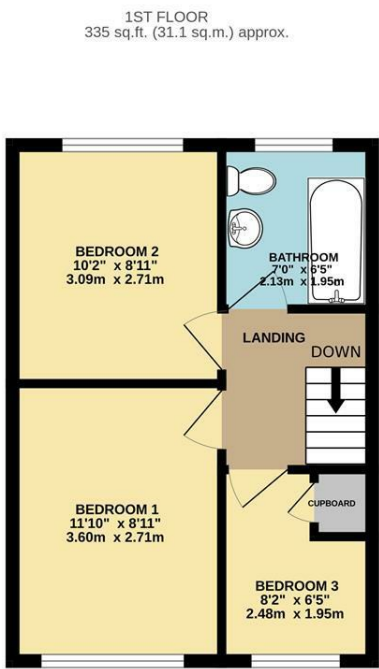 1ST FLOOR
335 sq.ft. (31.1 sq.m.) approx.
BEDROOM 2
10'2" x 8'11"
3.09m x 2.71m
BATHROOM
7'0" x 6'5"
2.13m x 1.95m
LANDING
DOWN
BEDROOM 1
11'10" x 8'11"
3.60m x 2.71m
CUPBOARD
BEDROOM 3
8'2" x 6'5"
2.48m x 1.95m